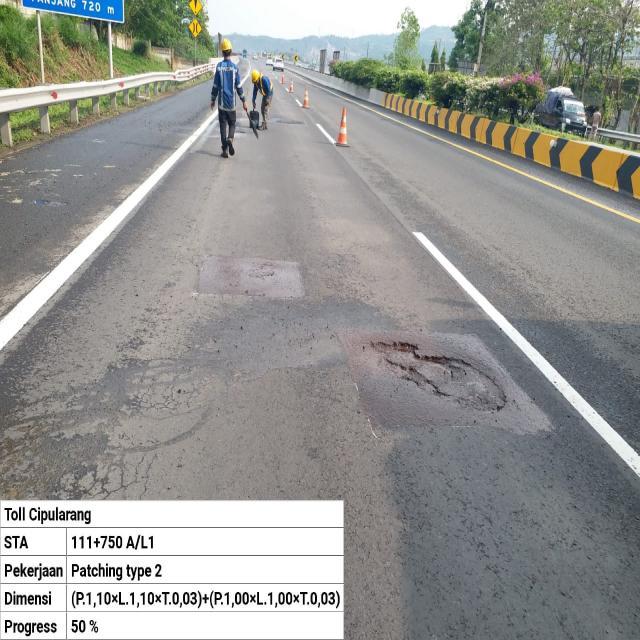 PANJANG 720 m
Toll Cipularang
STA 111+750 A/L1
Pekerjaan Patching type 2
Dimensi (P.1,10×L.1,10×T.0,03)+(P.1,00×L.1,00×T.0,03)
Progress 50 %